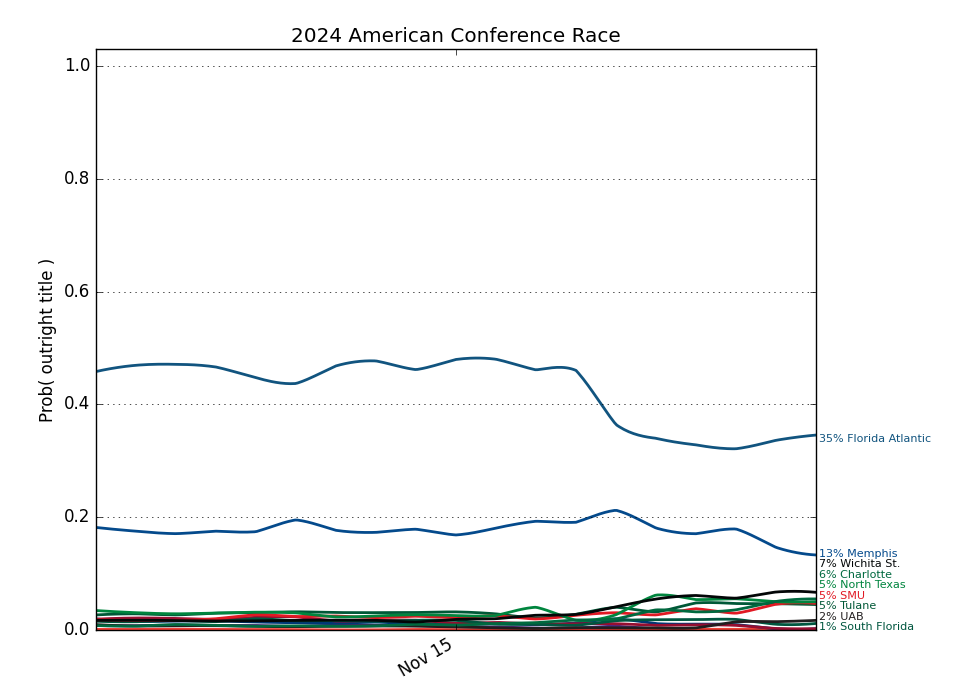 2024 American Conference Race
1.0
0.8
0.6
0.4
0.2
0.0
Prob( outright title )
Nov 15
35% Florida Atlantic
13% Memphis
7% Wichita St.
6% Charlotte
5% North Texas
5% SMU
5% Tulane
2% UAB
1% South Florida